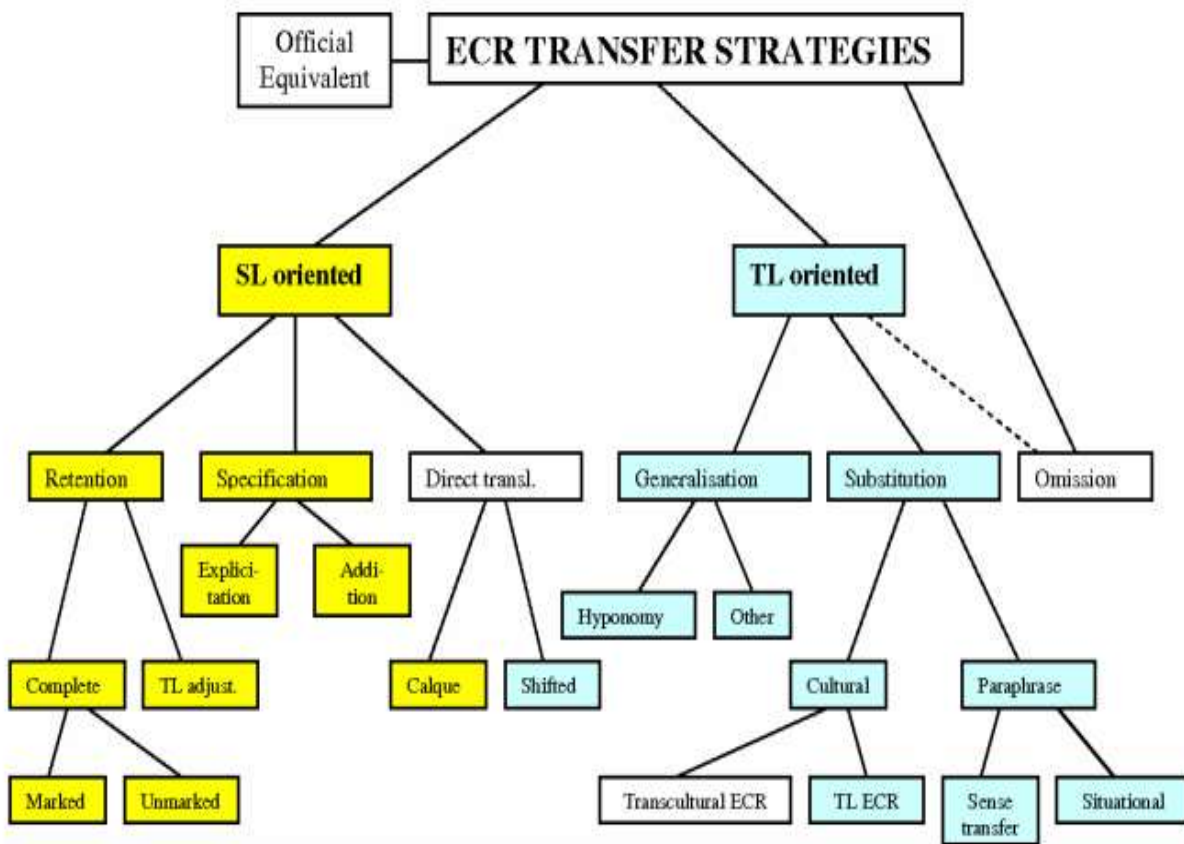 Official
Equivalent
ECR TRANSFER STRATEGIES
SL oriented
TL oriented
Retention
Specification
Direct transl.
Generalisation
Substitution
Omission
Explici-
tation
Addi-
tion
Hyponomy
Other
Complete
TL adjust.
Calque
Shifted
Cultural
Paraphrase
Marked
Unmarked
Transcultural ECR
TL ECR
Sense
transfer
Situational